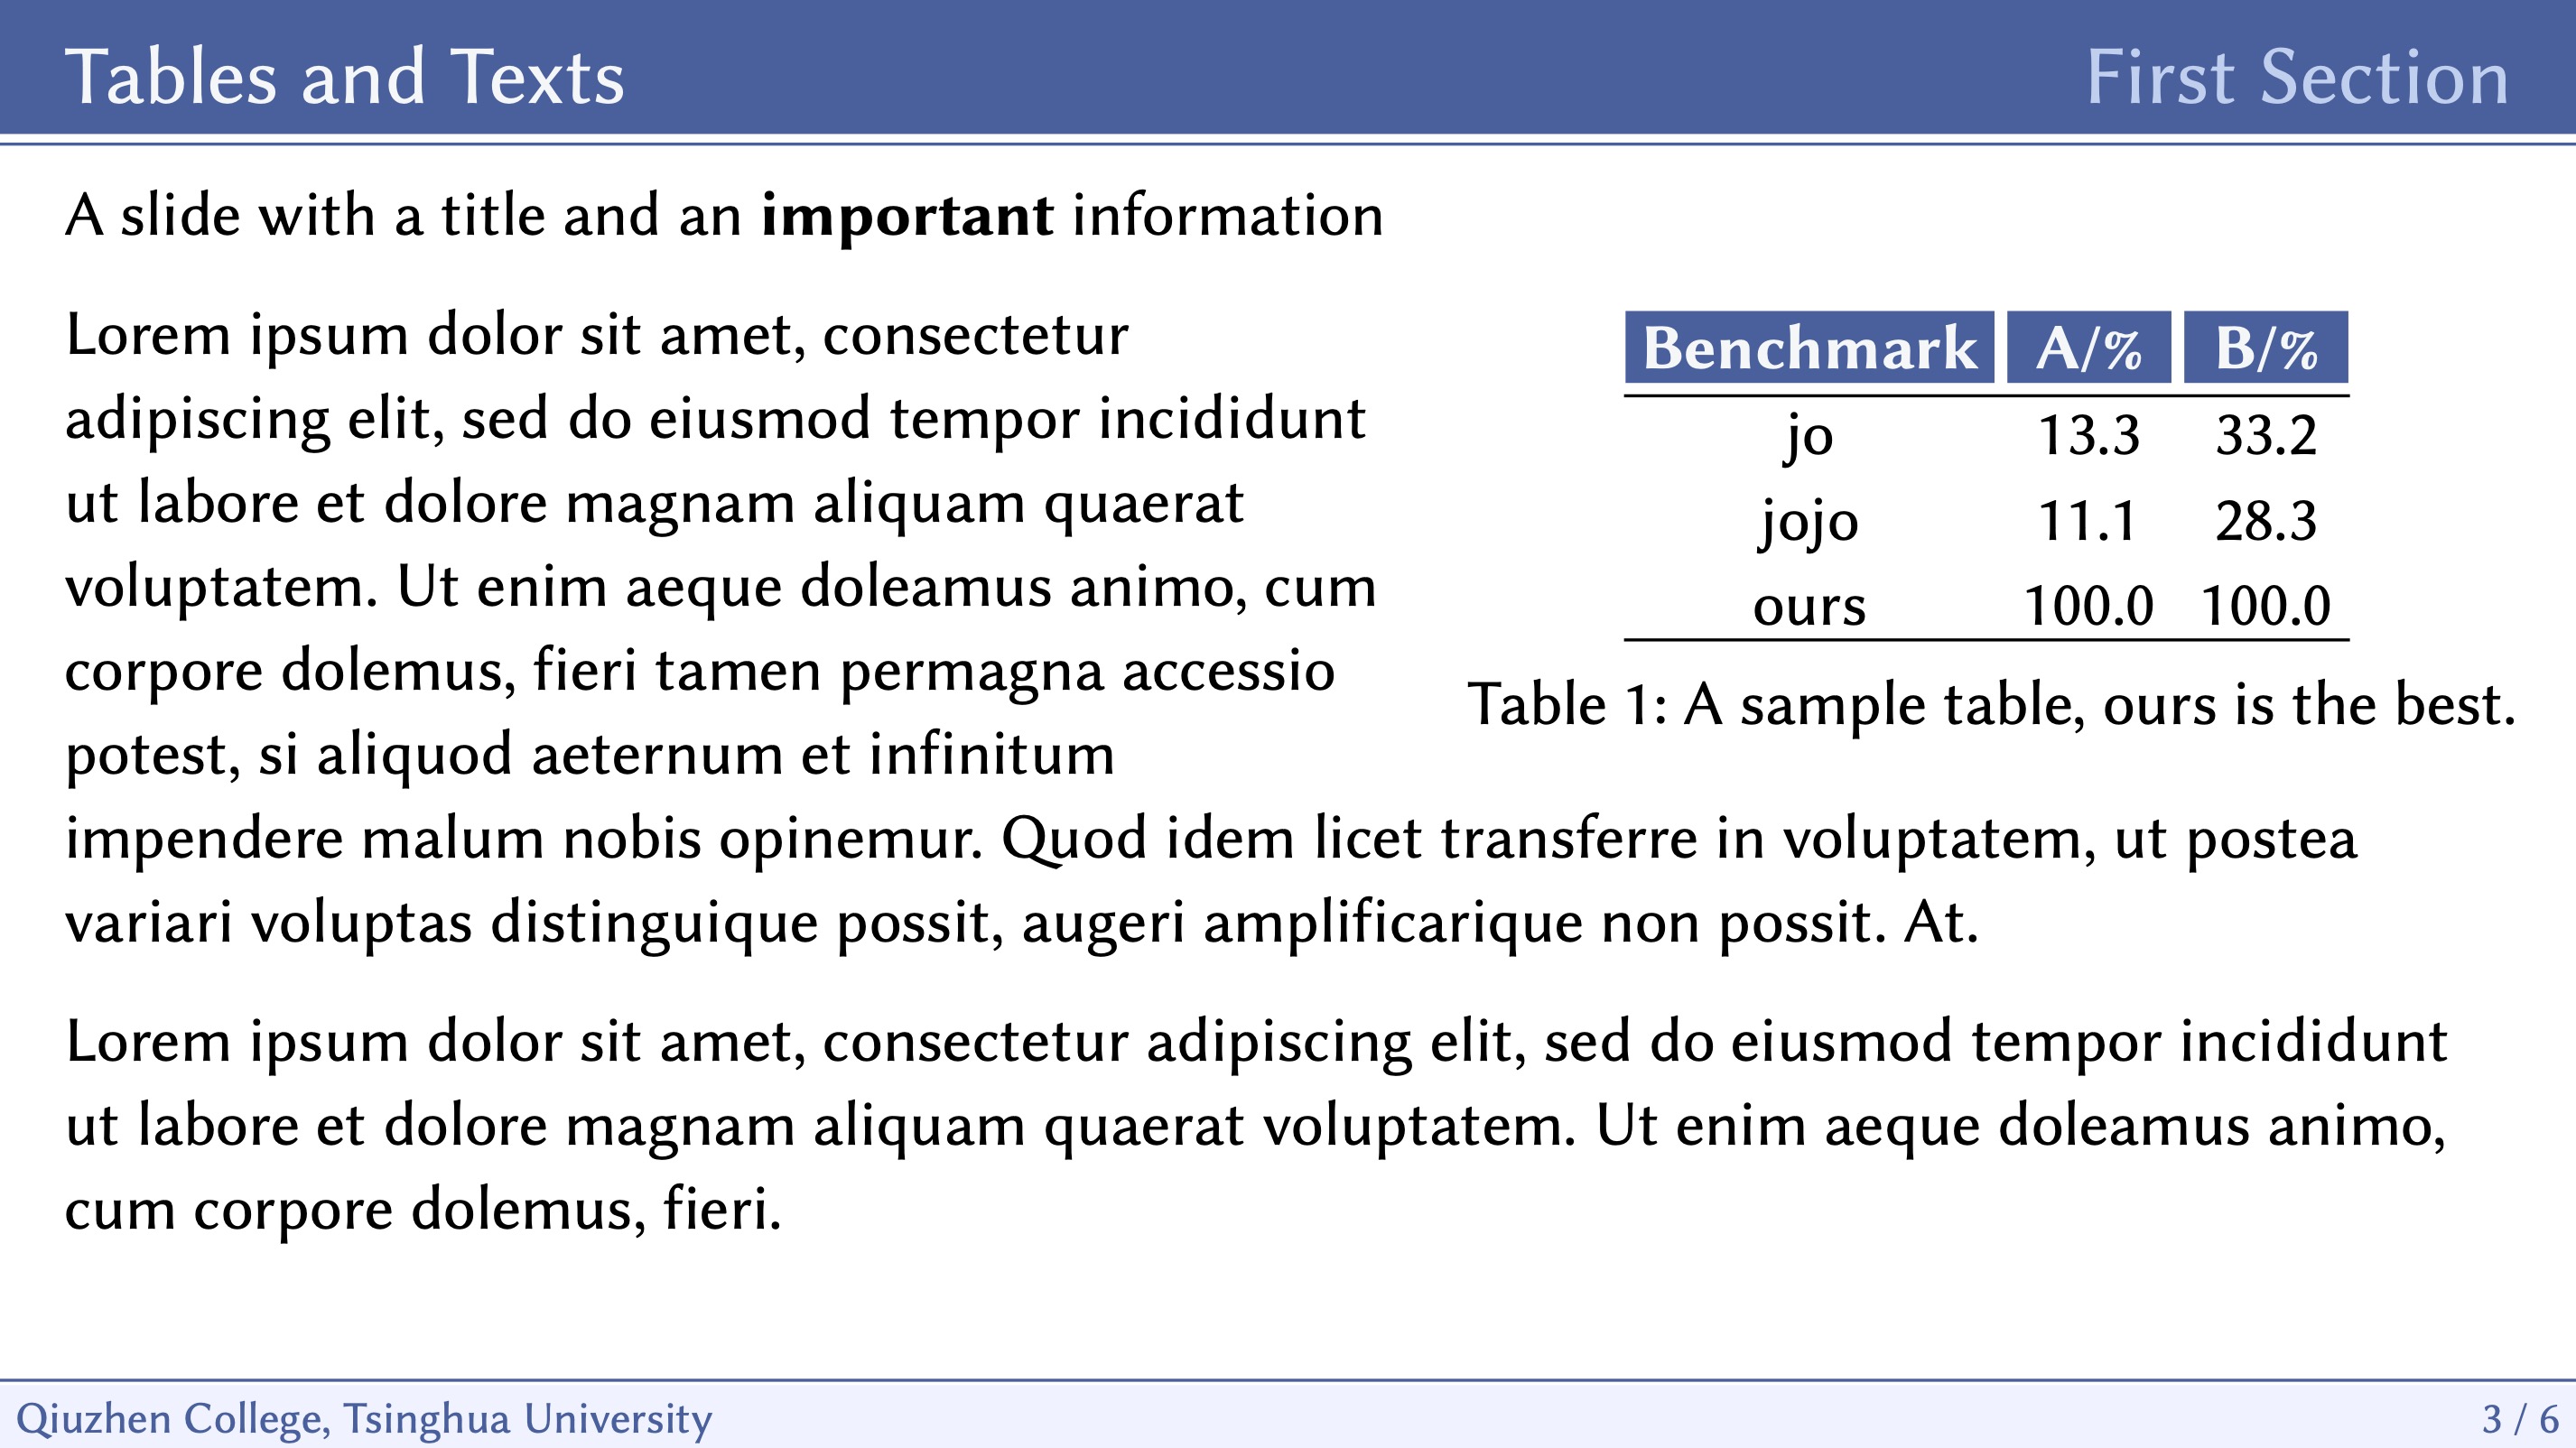 Tables and Texts
First Section
A slide with a title and an important information
Lorem ipsum dolor sit amet, consectetur
adipiscing elit, sed do eiusmod tempor incididunt
ut labore et dolore magnam aliquam quaerat
voluptatem. Ut enim aeque doleamus animo, cum
corpore dolemus, fieri tamen permagna accessio
potest, si aliquod aeternum et infinitum
impendere malum nobis opinemur. Quod idem licet transferre in voluptatem, ut postea
variari voluptas distinguique possit, augeri amplificarique non possit. At.
Benchmark A/% B/%
jo 13.3 33.2
jojo 11.1 28.3
ours 100.0 100.0
Table 1: A sample table, ours is the best.
Lorem ipsum dolor sit amet, consectetur adipiscing elit, sed do eiusmod tempor incididunt
ut labore et dolore magnam aliquam quaerat voluptatem. Ut enim aeque doleamus animo,
cum corpore dolemus, fieri.
Qiuzhen College, Tsinghua University
3 / 6